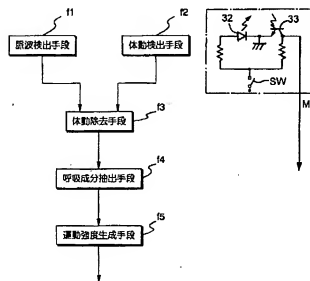 f1
脈波検出手段
f2
体動検出手段
f3
体動除去手段
f4
呼吸成分抽出手段
f5
運動強度生成手段
32
33
SW
M